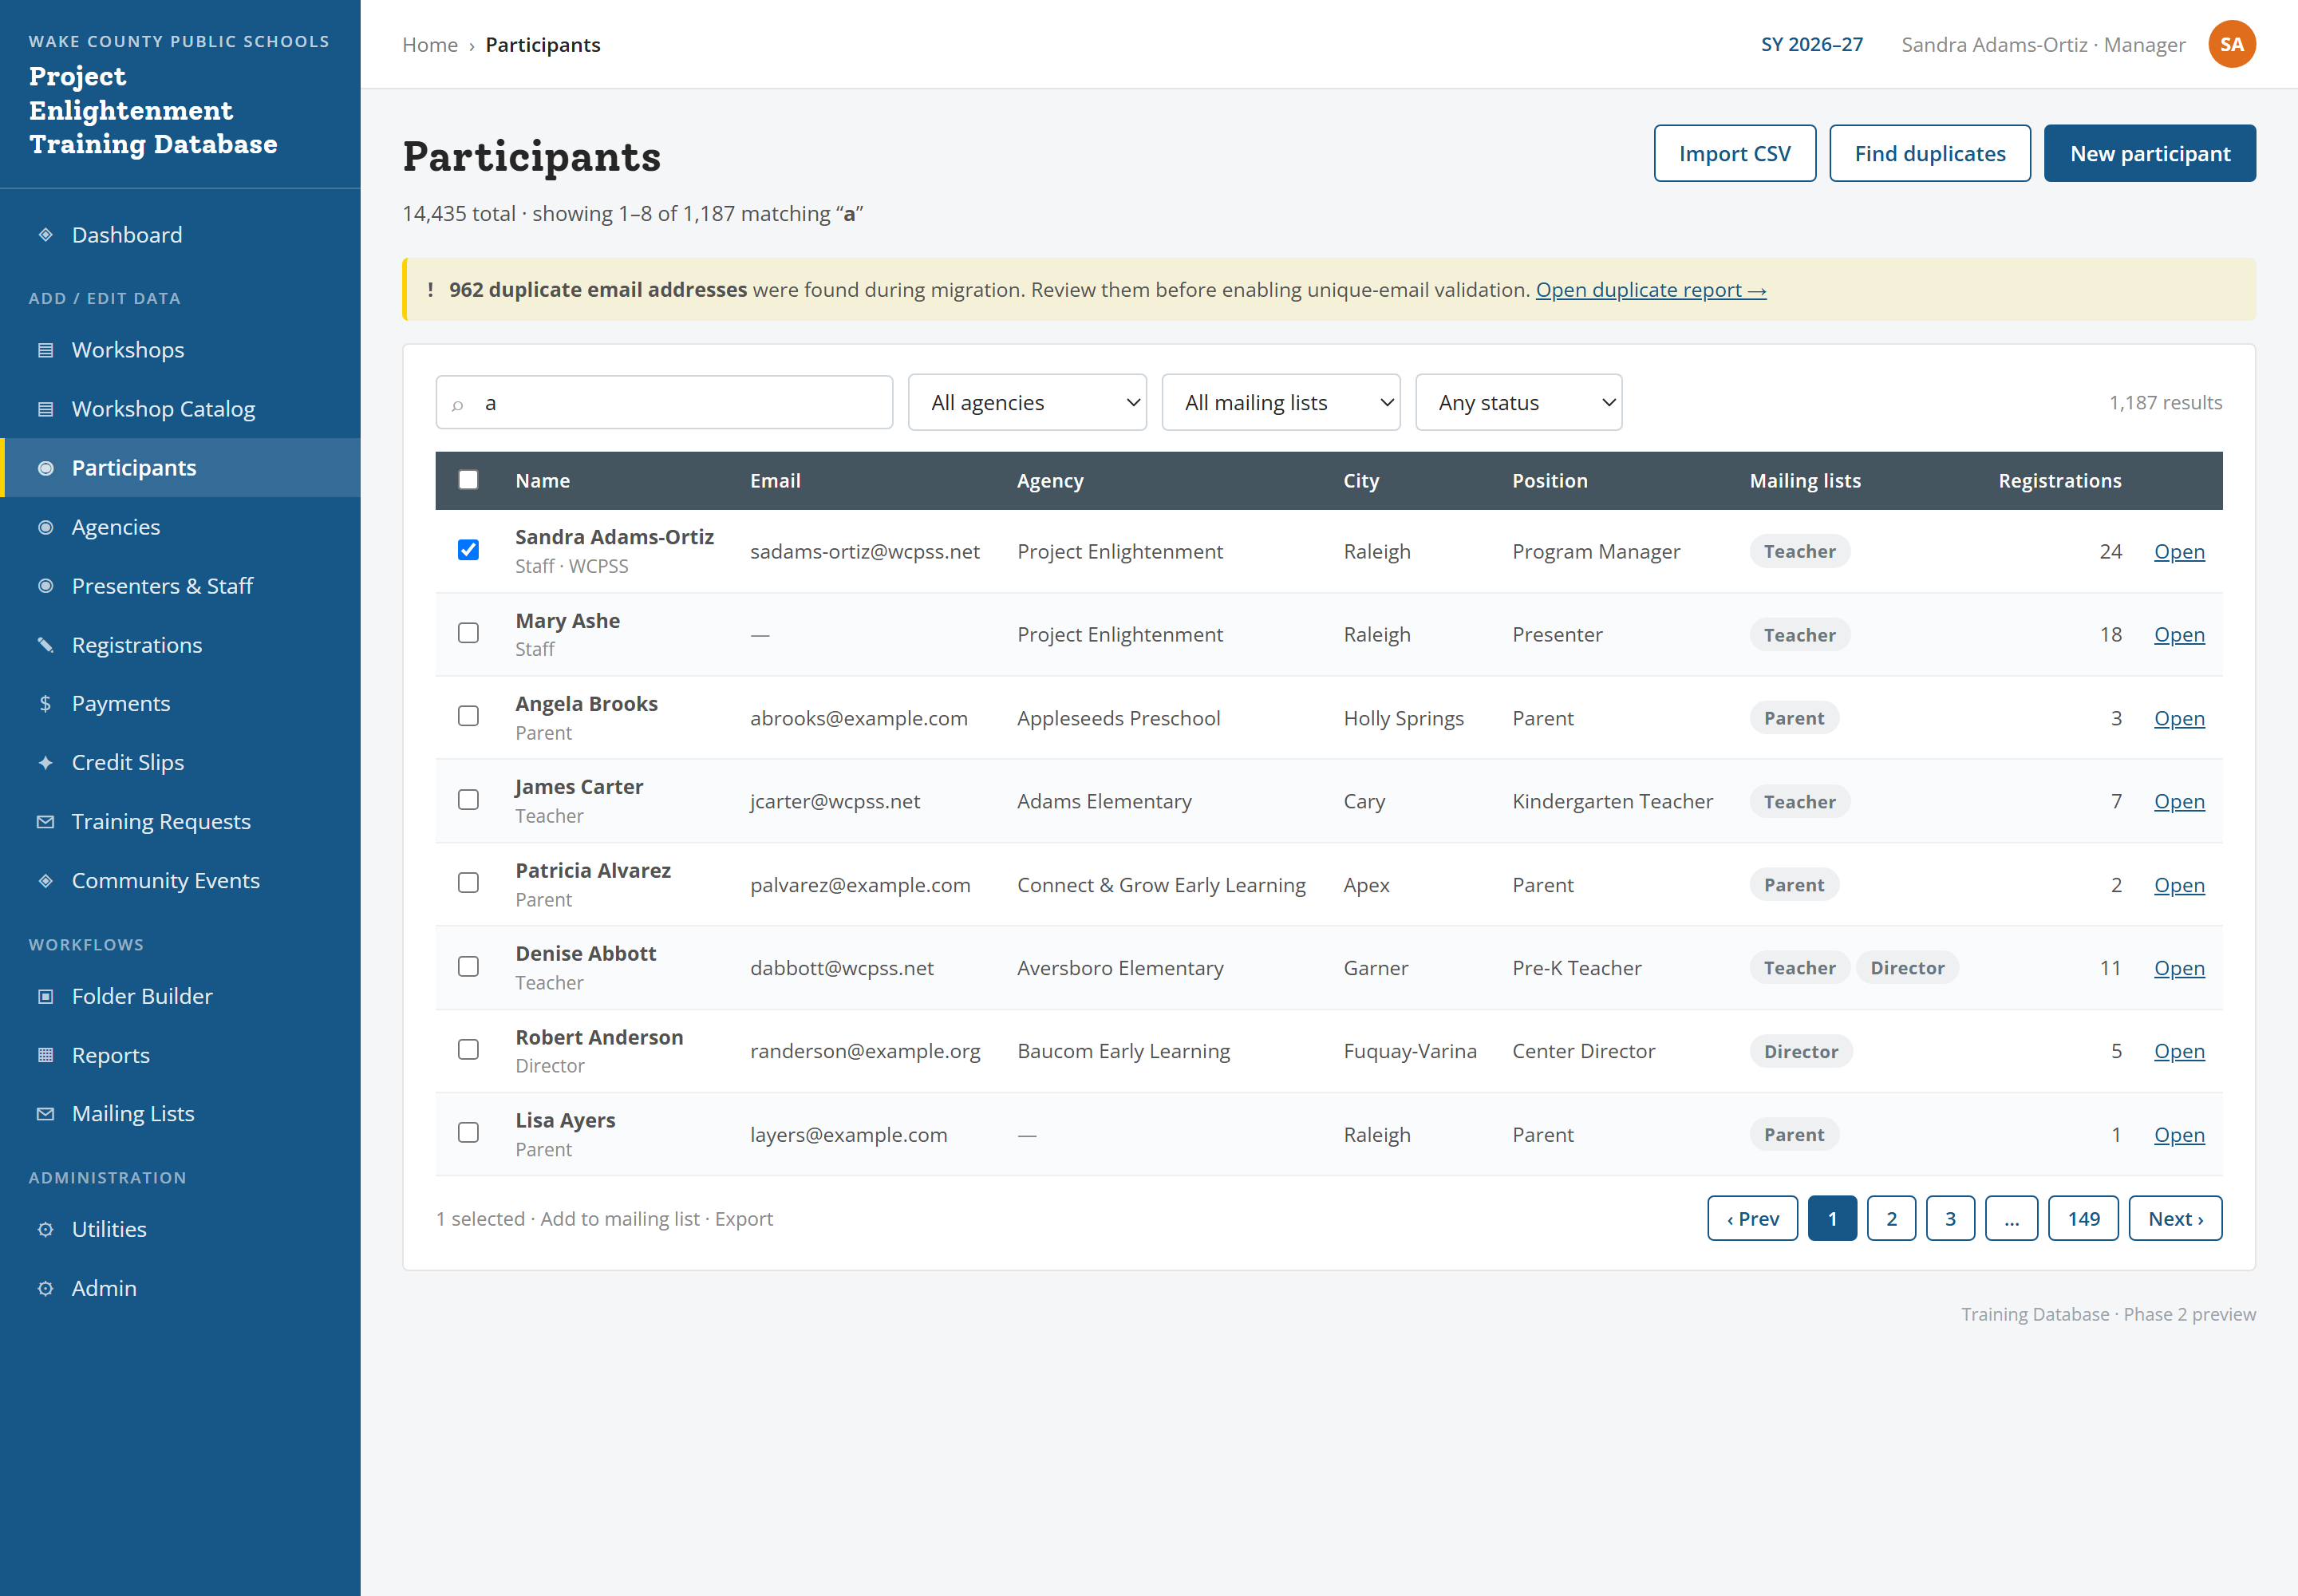 WAKE COUNTY PUBLIC SCHOOLS
Project
Enlightenment
Training Database
Dashboard
ADD / EDIT DATA
Workshops
Workshop Catalog
Participants
Agencies
Presenters & Staff
Registrations
$ Payments
Credit Slips
Training Requests
Community Events
WORKFLOWS
Folder Builder
Reports
Mailing Lists
ADMINISTRATION
Utilities
Admin
Home › Participants
SY 2026–27 Sandra Adams-Ortiz · Manager SA
Participants
Import CSV Find duplicates New participant
14,435 total · showing 1–8 of 1,187 matching “a”
! 962 duplicate email addresses were found during migration. Review them before enabling unique-email validation. Open duplicate report →
a All agencies All mailing lists Any status 1,187 results
Name Email Agency City Position Mailing lists Registrations
Sandra Adams-Ortiz
Staff · WCPSS
sadams-ortiz@wcpss.net Project Enlightenment Raleigh Program Manager Teacher 24 Open
Mary Ashe
Staff
— Project Enlightenment Raleigh Presenter Teacher 18 Open
Angela Brooks
Parent
abrooks@example.com Appleseeds Preschool Holly Springs Parent Parent 3 Open
James Carter
Teacher
jcarter@wcpss.net Adams Elementary Cary Kindergarten Teacher Teacher 7 Open
Patricia Alvarez
Parent
palvarez@example.com Connect & Grow Early Learning Apex Parent Parent 2 Open
Denise Abbott
Teacher
dabbott@wcpss.net Aversboro Elementary Garner Pre-K Teacher Teacher Director 11 Open
Robert Anderson
Director
randerson@example.org Baucom Early Learning Fuquay-Varina Center Director Director 5 Open
Lisa Ayers
Parent
layers@example.com — Raleigh Parent Parent 1 Open
1 selected · Add to mailing list · Export
‹ Prev 1 2 3 … 149 Next ›
Training Database · Phase 2 preview